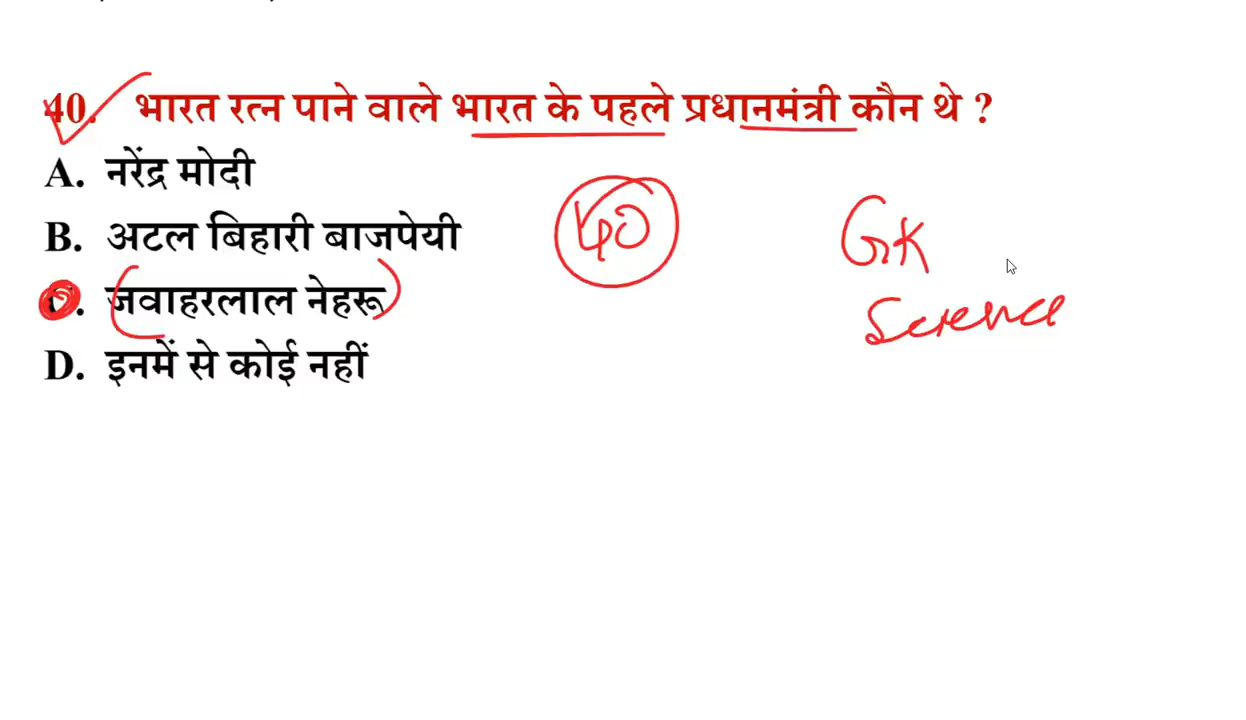 40. भारत रत्न पाने वाले भारत के पहले प्रधानमंत्री कौन थे ?
A. नरेंद्र मोदी
B. अटल बिहारी बाजपेयी
40
GK
C. जवाहरलाल नेहरू
Science
D. इनमें से कोई नहीं